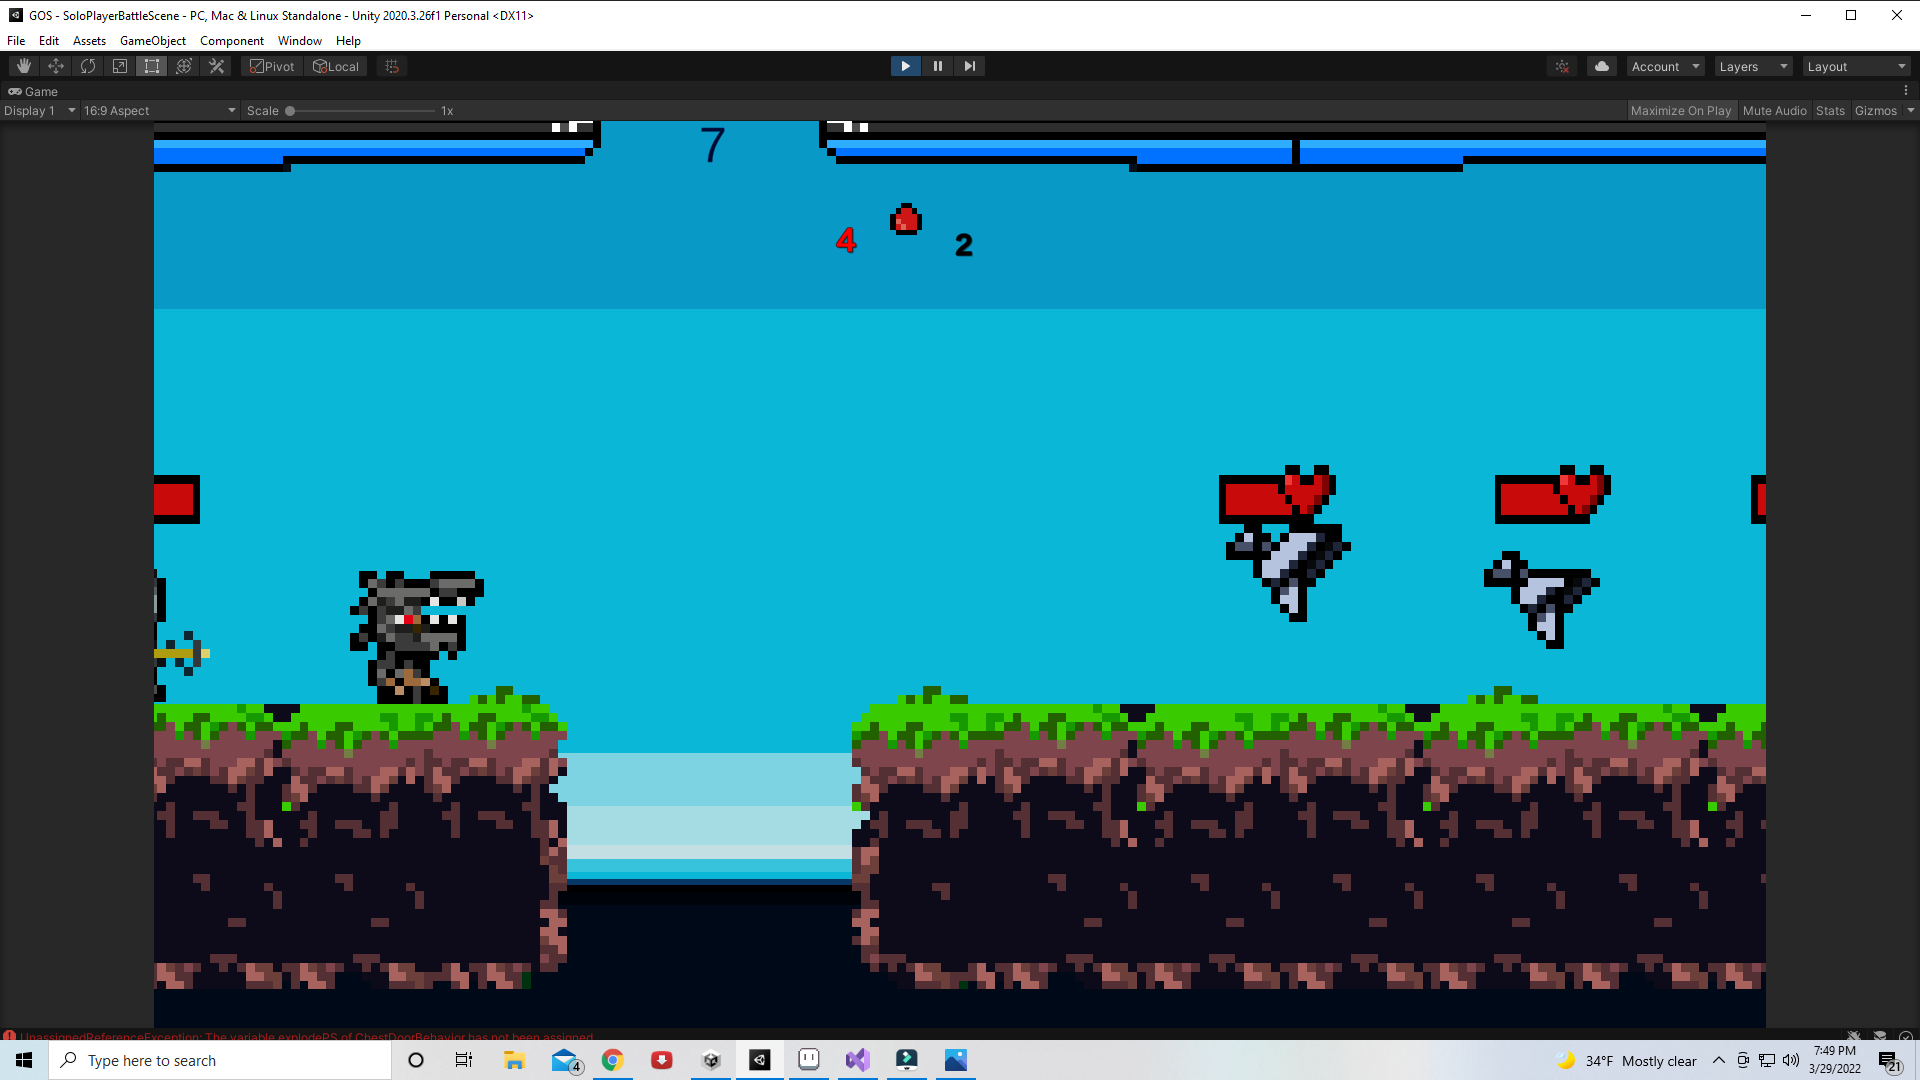 GOS - SoloPlayerBattleScene - PC, Mac & Linux Standalone - Unity 2020.3.26f1 Personal <DX11>
File Edit Assets GameObject Component Window Help
Pivot Local Account Layers Layout
Game
Display 1 16:9 Aspect Scale 1x Maximize On Play Mute Audio Stats Gizmos
7
4 2
UnassignedReferenceException: The variable explodePS of ChestDoorBehavior has not been assigned.
Type here to search 4 34°F Mostly clear 7:49 PM
3/29/2022 21